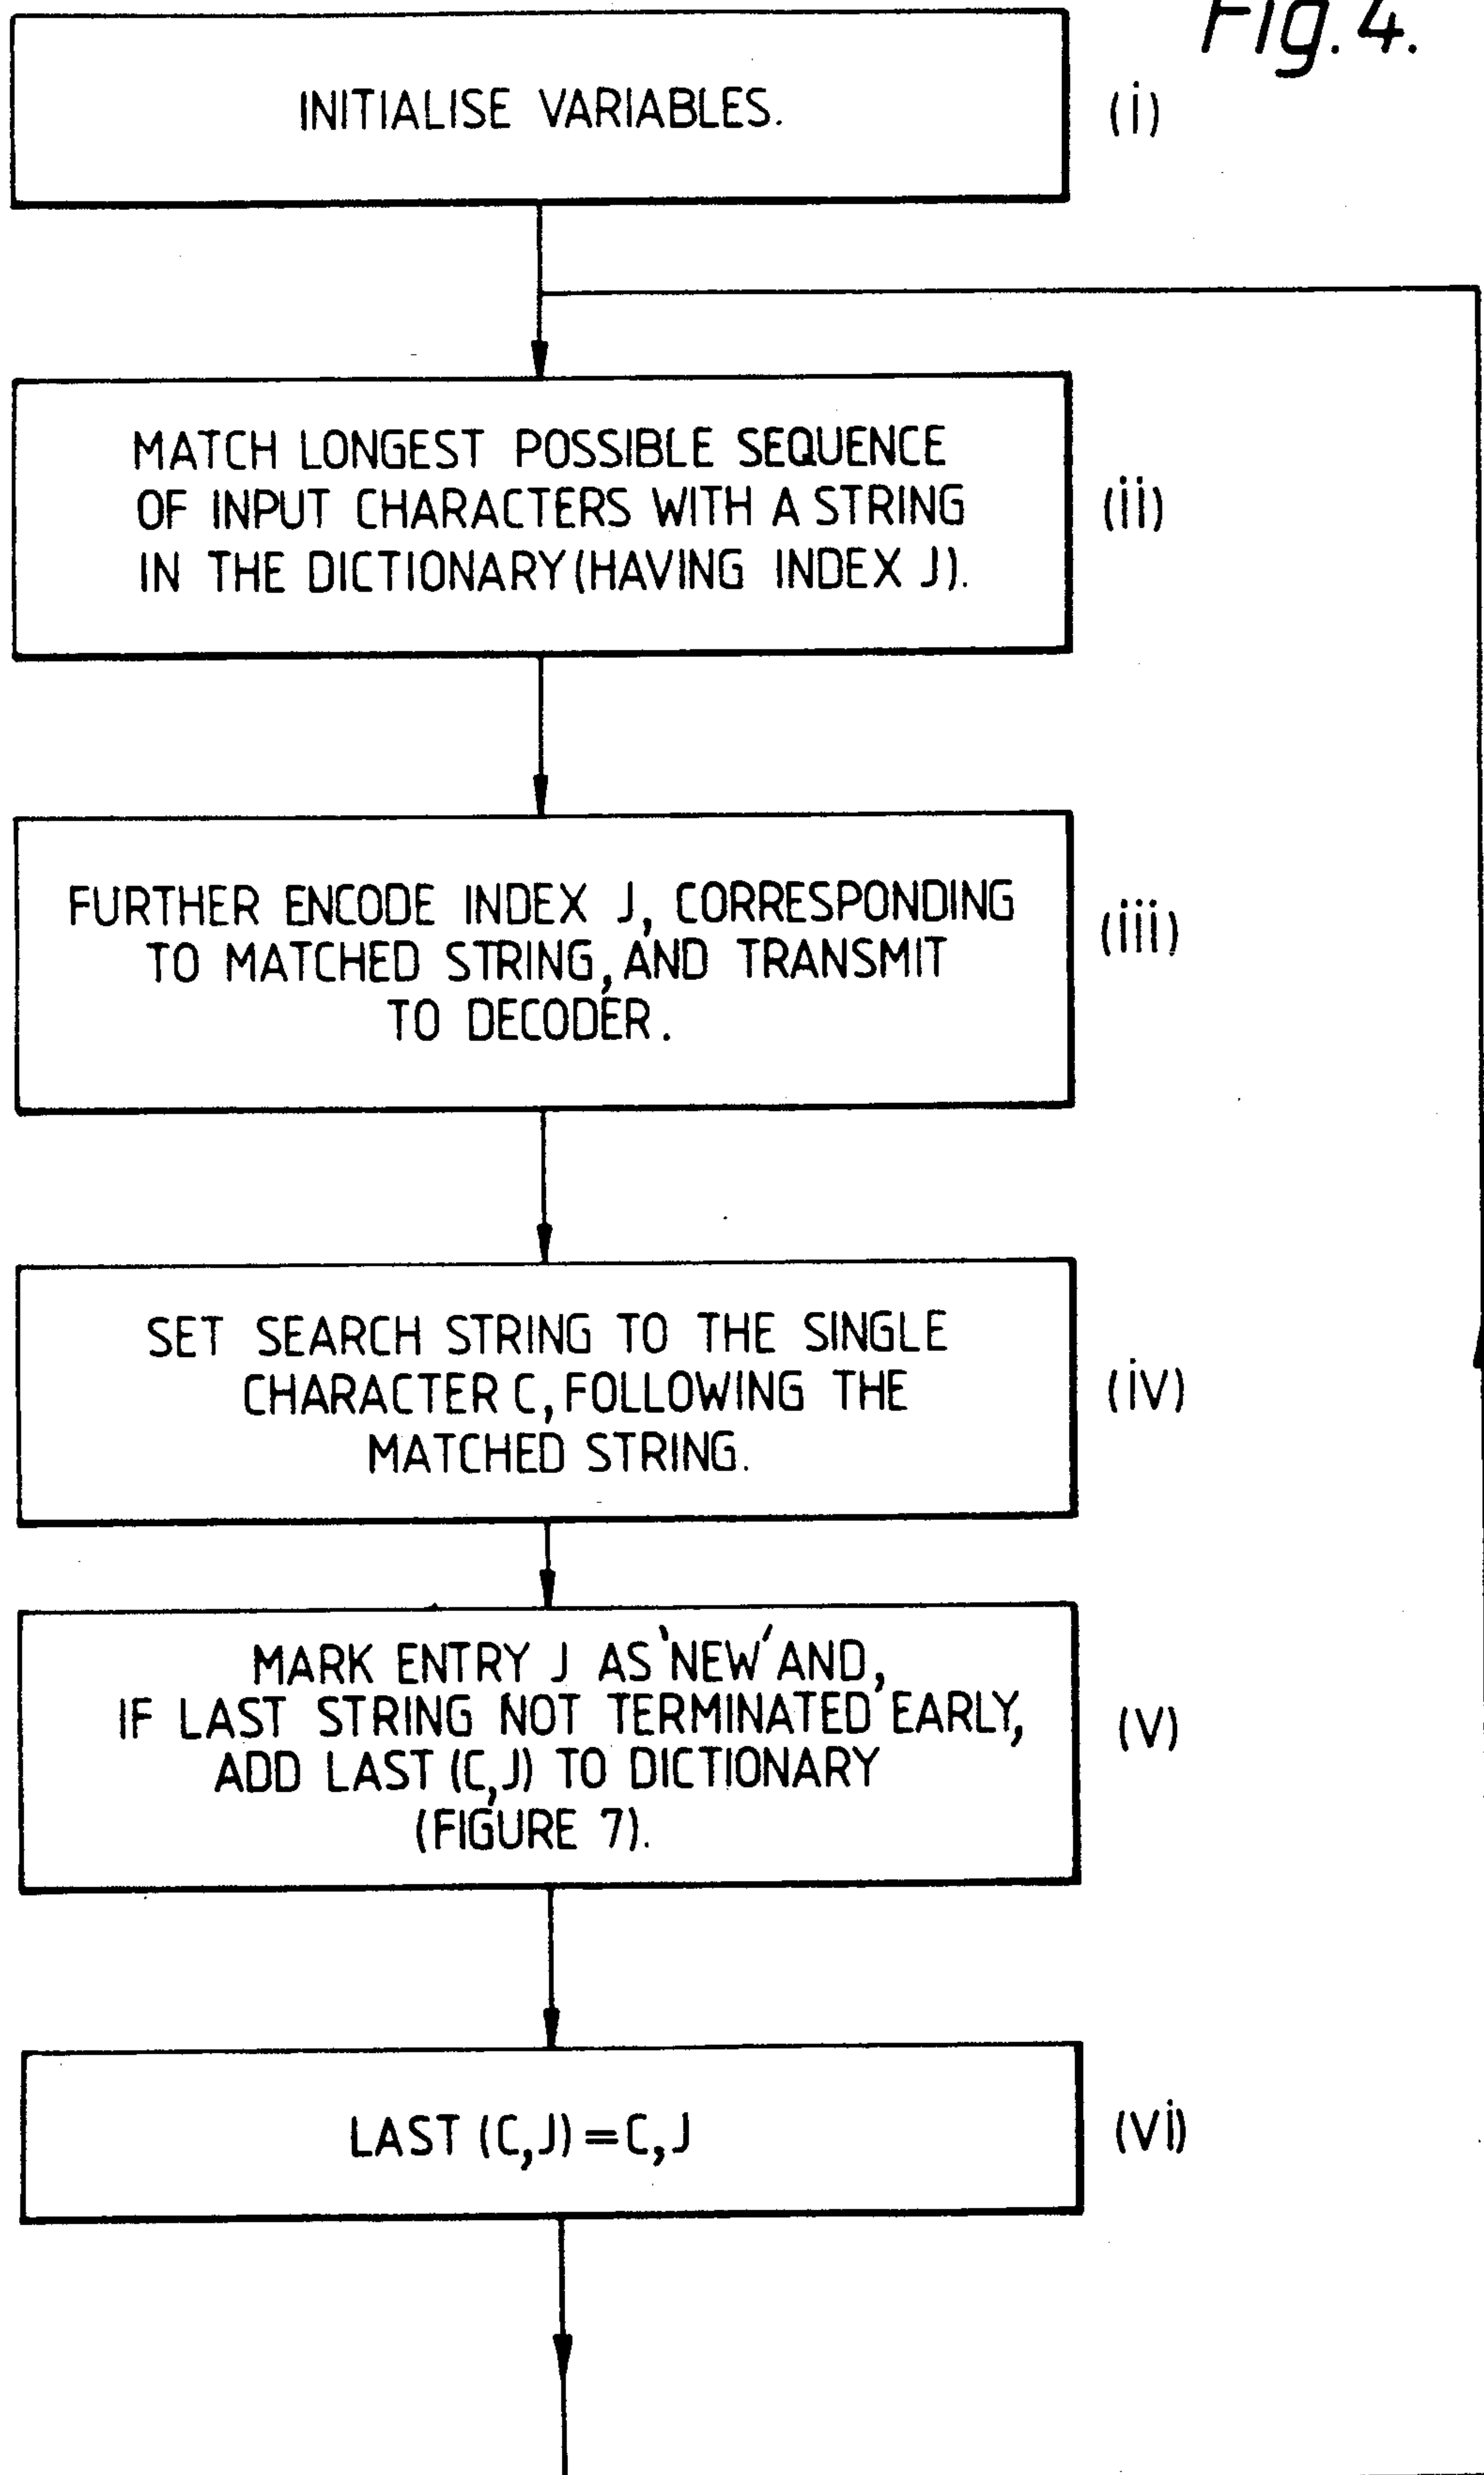 Fig. 4.
INITIALISE VARIABLES.
(i)
MATCH LONGEST POSSIBLE SEQUENCE
OF INPUT CHARACTERS WITH A STRING
IN THE DICTIONARY (HAVING INDEX J).
(ii)
FURTHER ENCODE INDEX J, CORRESPONDING
TO MATCHED STRING, AND TRANSMIT
TO DECODER.
(iii)
SET SEARCH STRING TO THE SINGLE
CHARACTER C, FOLLOWING THE
MATCHED STRING.
(iv)
MARK ENTRY J AS 'NEW' AND,
IF LAST STRING NOT TERMINATED EARLY,
ADD LAST (C,J) TO DICTIONARY
(FIGURE 7).
(v)
LAST (C,J) = C,J
(vi)